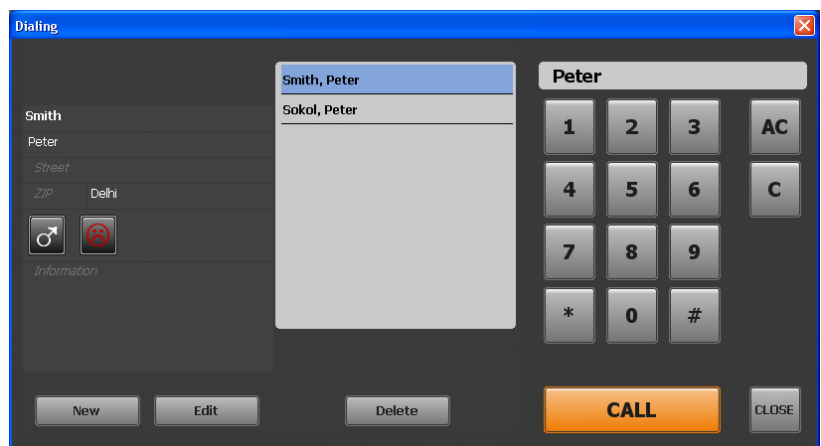 Dialing
Smith
Peter
Street
ZIP Delhi
Information
New Edit Delete
Smith, Peter
Sokol, Peter
Peter
1 2 3 AC
4 5 6 C
7 8 9
* 0 #
CALL CLOSE